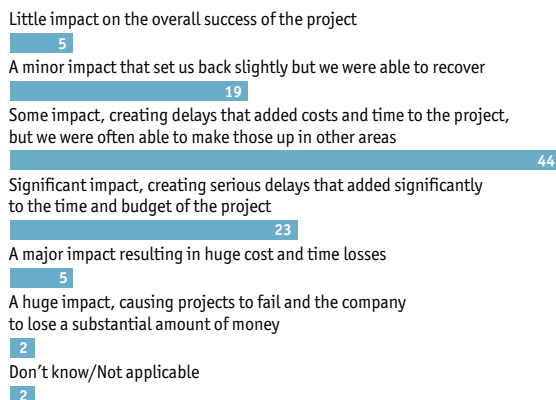 Little impact on the overall success of the project
5
A minor impact that set us back slightly but we were able to recover
19
Some impact, creating delays that added costs and time to the project,
but we were often able to make those up in other areas
44
Significant impact, creating serious delays that added significantly
to the time and budget of the project
23
A major impact resulting in huge cost and time losses
5
A huge impact, causing projects to fail and the company
to lose a substantial amount of money
2
Don’t know/Not applicable
2